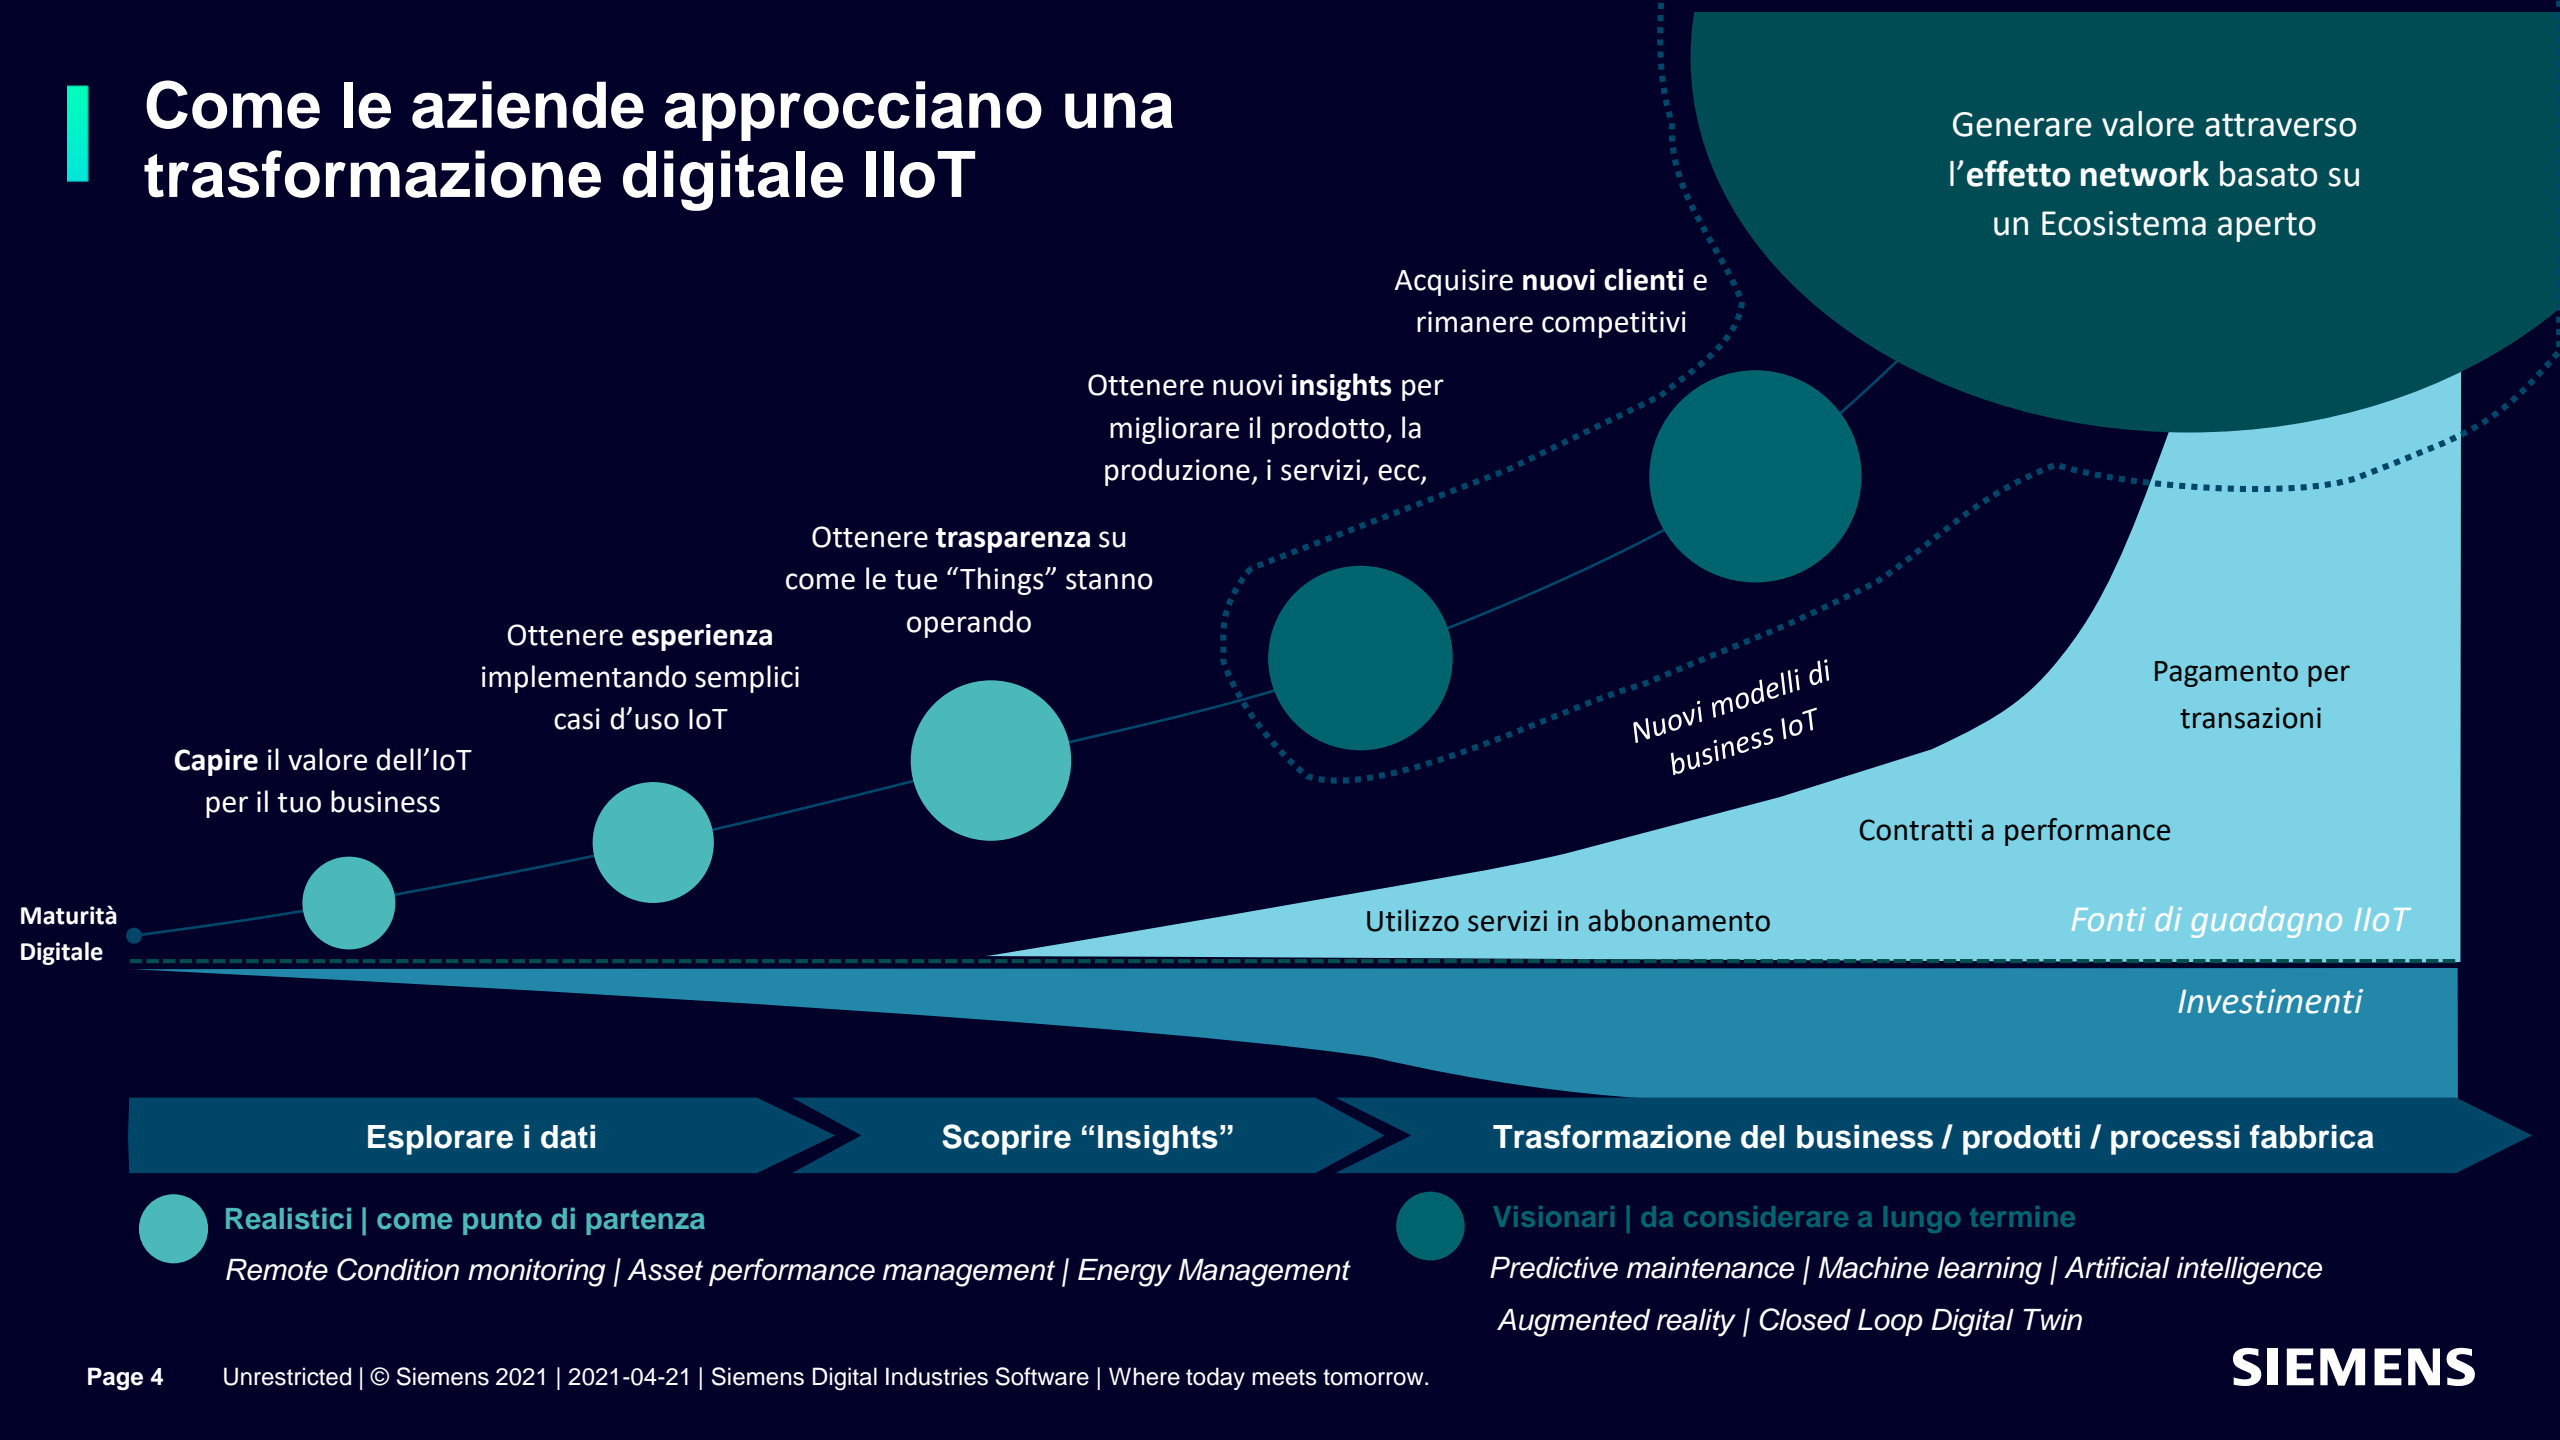 Come le aziende approcciano una
trasformazione digitale IIoT
Generare valore attraverso
l’effetto network basato su
un Ecosistema aperto
Acquisire nuovi clienti e
rimanere competitivi
Ottenere nuovi insights per
migliorare il prodotto, la
produzione, i servizi, ecc,
Ottenere trasparenza su
come le tue “Things” stanno
operando
Ottenere esperienza
implementando semplici
casi d’uso IoT
Capire il valore dell’IoT
per il tuo business
Maturità
Digitale
Nuovi modelli di
business IoT
Pagamento per
transazioni
Contratti a performance
Utilizzo servizi in abbonamento
Fonti di guadagno IIoT
Investimenti
Esplorare i dati
Scoprire “Insights”
Trasformazione del business / prodotti / processi fabbrica
Realistici | come punto di partenza
Remote Condition monitoring | Asset performance management | Energy Management
Visionari | da considerare a lungo termine
Predictive maintenance | Machine learning | Artificial intelligence
Augmented reality | Closed Loop Digital Twin
Page 4 Unrestricted | © Siemens 2021 | 2021-04-21 | Siemens Digital Industries Software | Where today meets tomorrow.
SIEMENS